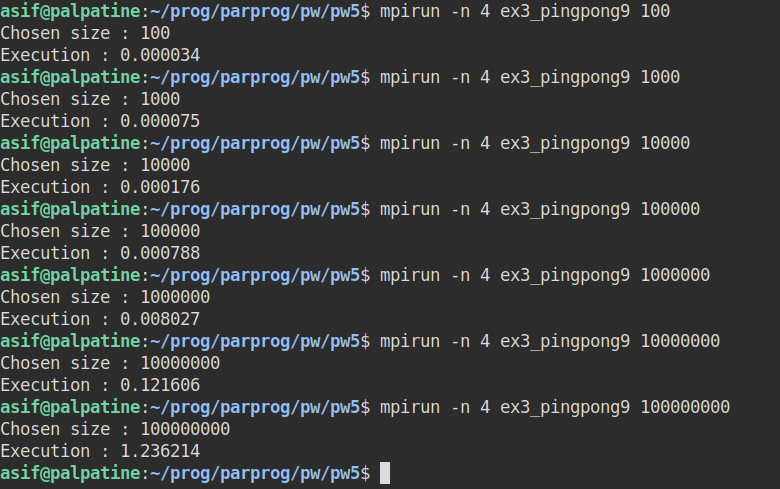 asif@palpatine:~/prog/parprog/pw/pw5$ mpirun -n 4 ex3_pingpong9 100
Chosen size : 100
Execution : 0.000034
asif@palpatine:~/prog/parprog/pw/pw5$ mpirun -n 4 ex3_pingpong9 1000
Chosen size : 1000
Execution : 0.000075
asif@palpatine:~/prog/parprog/pw/pw5$ mpirun -n 4 ex3_pingpong9 10000
Chosen size : 10000
Execution : 0.000176
asif@palpatine:~/prog/parprog/pw/pw5$ mpirun -n 4 ex3_pingpong9 100000
Chosen size : 100000
Execution : 0.000788
asif@palpatine:~/prog/parprog/pw/pw5$ mpirun -n 4 ex3_pingpong9 1000000
Chosen size : 1000000
Execution : 0.008027
asif@palpatine:~/prog/parprog/pw/pw5$ mpirun -n 4 ex3_pingpong9 10000000
Chosen size : 10000000
Execution : 0.121606
asif@palpatine:~/prog/parprog/pw/pw5$ mpirun -n 4 ex3_pingpong9 100000000
Chosen size : 100000000
Execution : 1.236214
asif@palpatine:~/prog/parprog/pw/pw5$